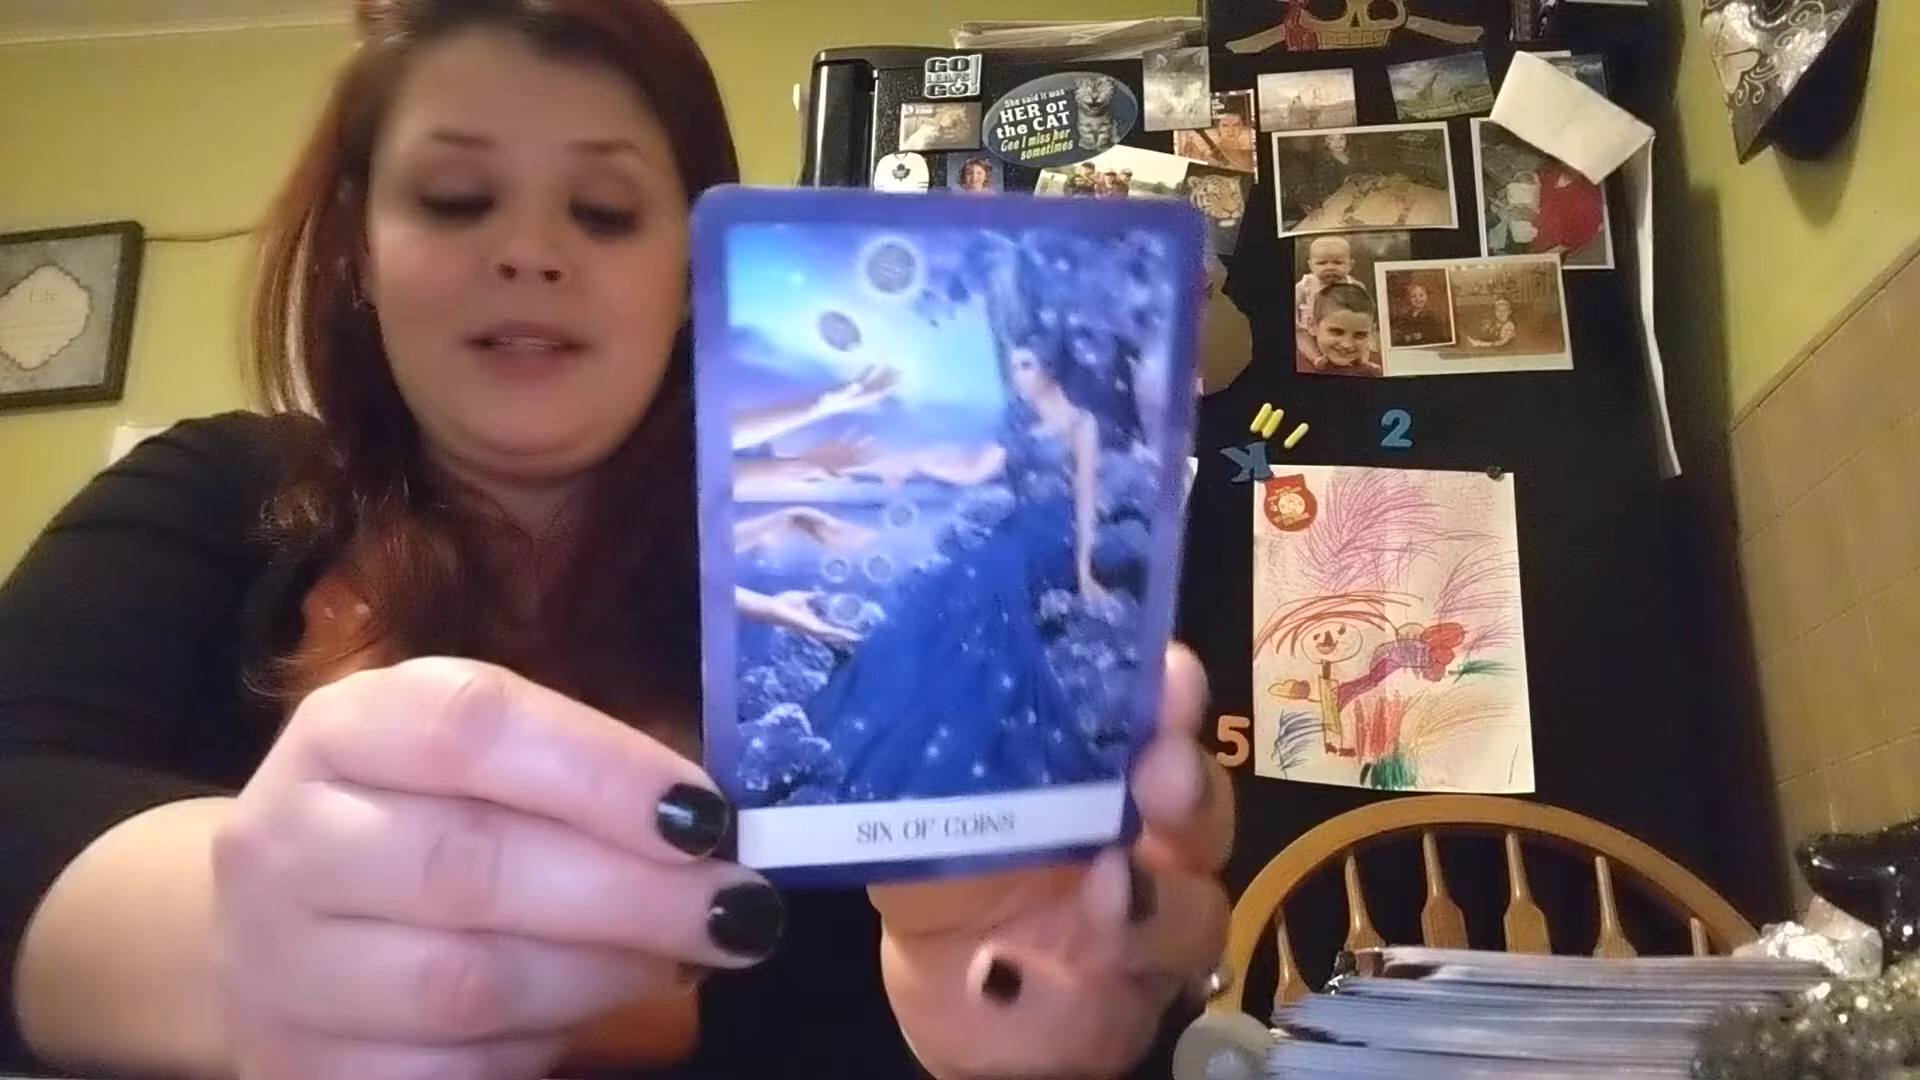 GO
LEAFS
GO!
She said it was
HER or
the CAT
Gee I miss her
sometimes
Life
K
2
5
SIX OF COINS